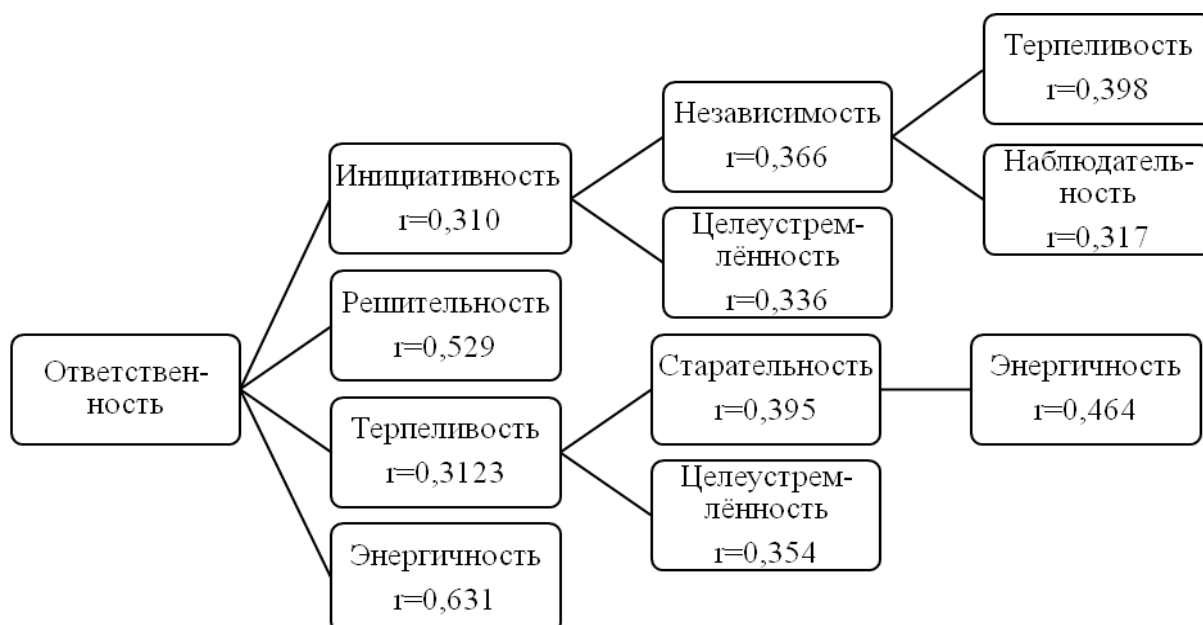 Ответствен-
ность
Инициативность
r=0,310
Решительность
r=0,529
Терпеливость
r=0,3123
Энергичность
r=0,631
Независимость
r=0,366
Целеустрем-
лённость
r=0,336
Старательность
r=0,395
Целеустрем-
лённость
r=0,354
Терпеливость
r=0,398
Наблюдатель-
ность
r=0,317
Энергичность
r=0,464